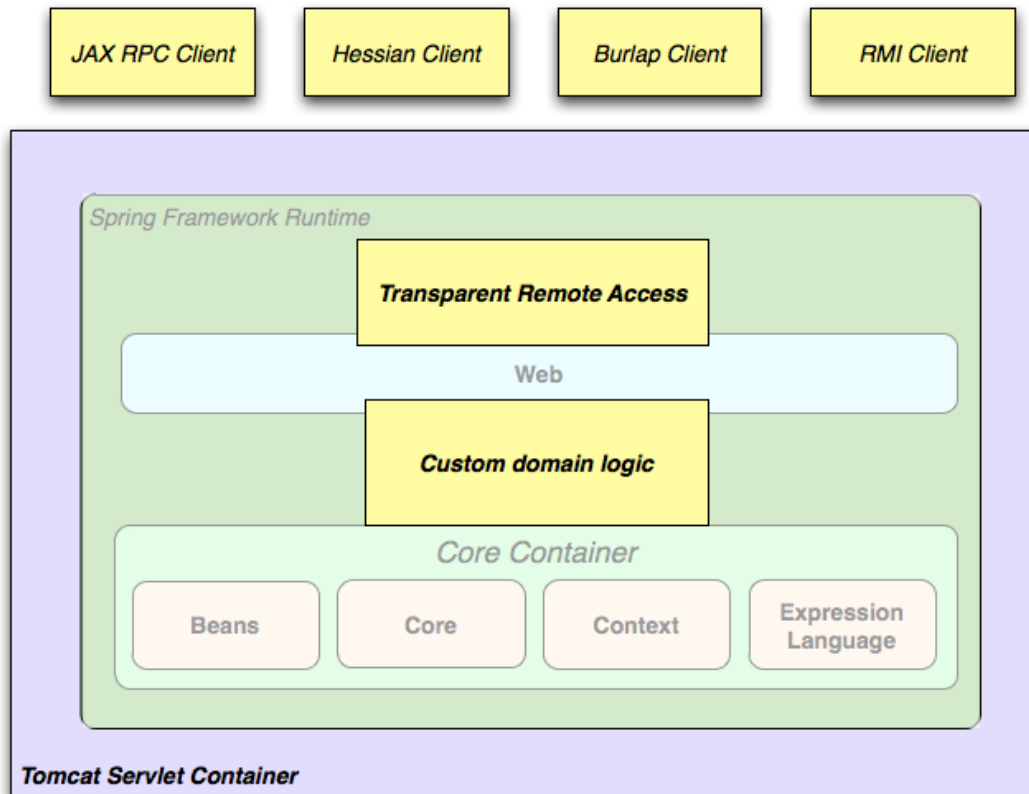 JAX RPC Client
Hessian Client
Burlap Client
RMI Client
Spring Framework Runtime
Transparent Remote Access
Web
Custom domain logic
Core Container
Beans
Core
Context
Expression
Language
Tomcat Servlet Container